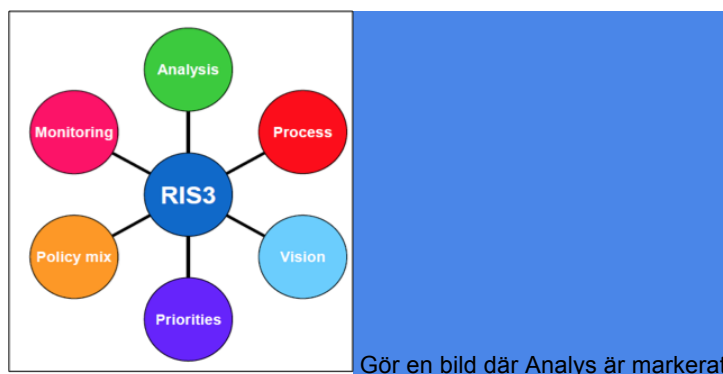 Analysis
Monitoring
Process
RIS3
Policy mix
Vision
Priorities
Gör en bild där Analys är markerat